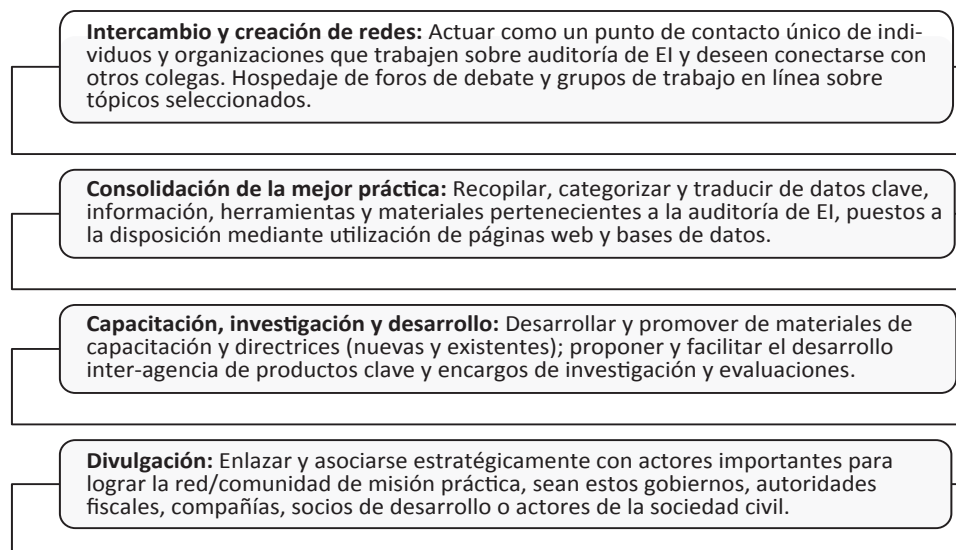 Intercambio y creación de redes: Actuar como un punto de contacto único de indi-
viduos y organizaciones que trabajen sobre auditoría de EI y deseen conectarse con
otros colegas. Hospedaje de foros de debate y grupos de trabajo en línea sobre
tópicos seleccionados.
Consolidación de la mejor práctica: Recopilar, categorizar y traducir de datos clave,
información, herramientas y materiales pertenecientes a la auditoría de EI, puestos a
la disposición mediante utilización de páginas web y bases de datos.
Capacitación, investigación y desarrollo: Desarrollar y promover de materiales de
capacitación y directrices (nuevas y existentes); proponer y facilitar el desarrollo
inter-agencia de productos clave y encargos de investigación y evaluaciones.
Divulgación: Enlazar y asociarse estratégicamente con actores importantes para
lograr la red/comunidad de misión práctica, sean estos gobiernos, autoridades
fiscales, compañías, socios de desarrollo o actores de la sociedad civil.